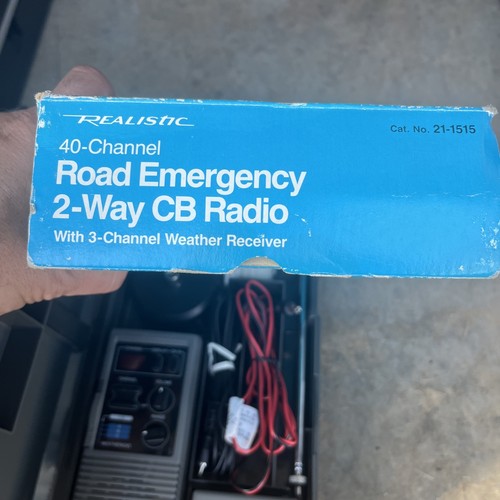 REALISTIC
Cat. No. 21-1515
40-Channel
Road Emergency
2-Way CB Radio
With 3-Channel Weather Receiver